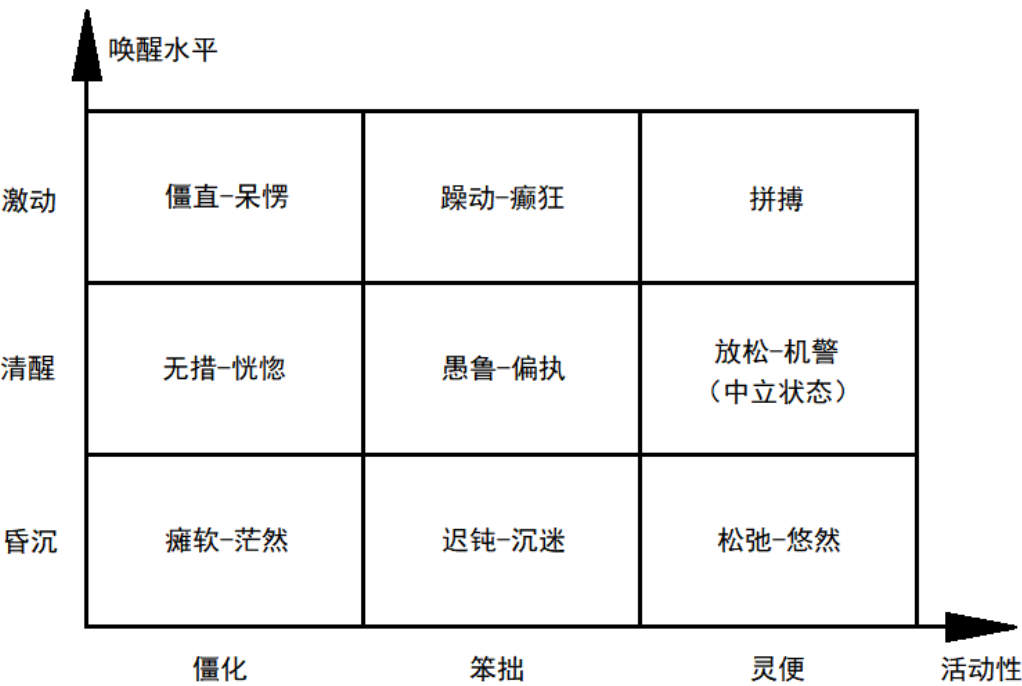 唤醒水平
激动
僵直-呆愣
躁动-癫狂
拼搏
清醒
无措-恍惚
愚鲁-偏执
放松-机警
（中立状态）
昏沉
瘫软-茫然
迟钝-沉迷
松弛-悠然
僵化
笨拙
灵便
活动性